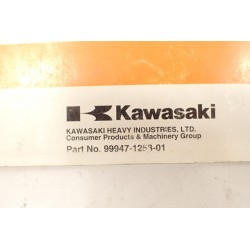 Kawasaki
KAWASAKI HEAVY INDUSTRIES, LTD.
Consumer Products & Machinery Group
Part No. 99947-1253-01